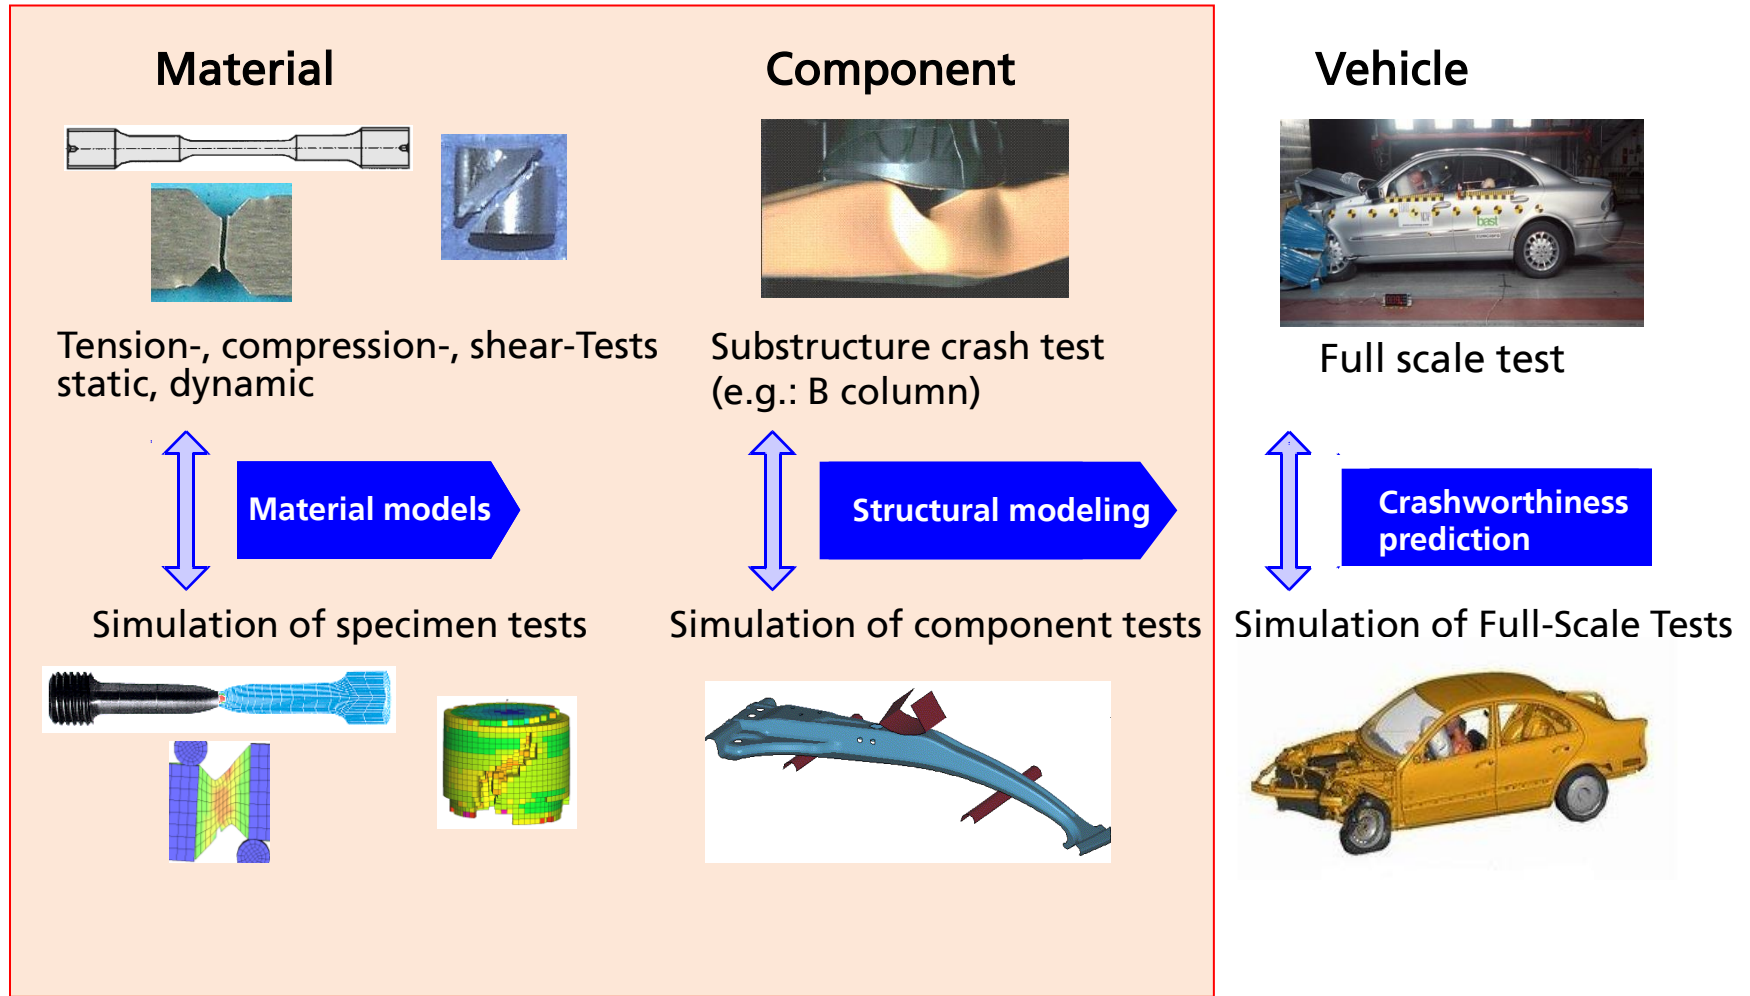 Material
Component
Vehicle
Tension-, compression-, shear-Tests
static, dynamic
Substructure crash test
(e.g.: B column)
bast
Full scale test
Material models
Structural modeling
Crashworthiness
prediction
Simulation of specimen tests
Simulation of component tests
Simulation of Full-Scale Tests